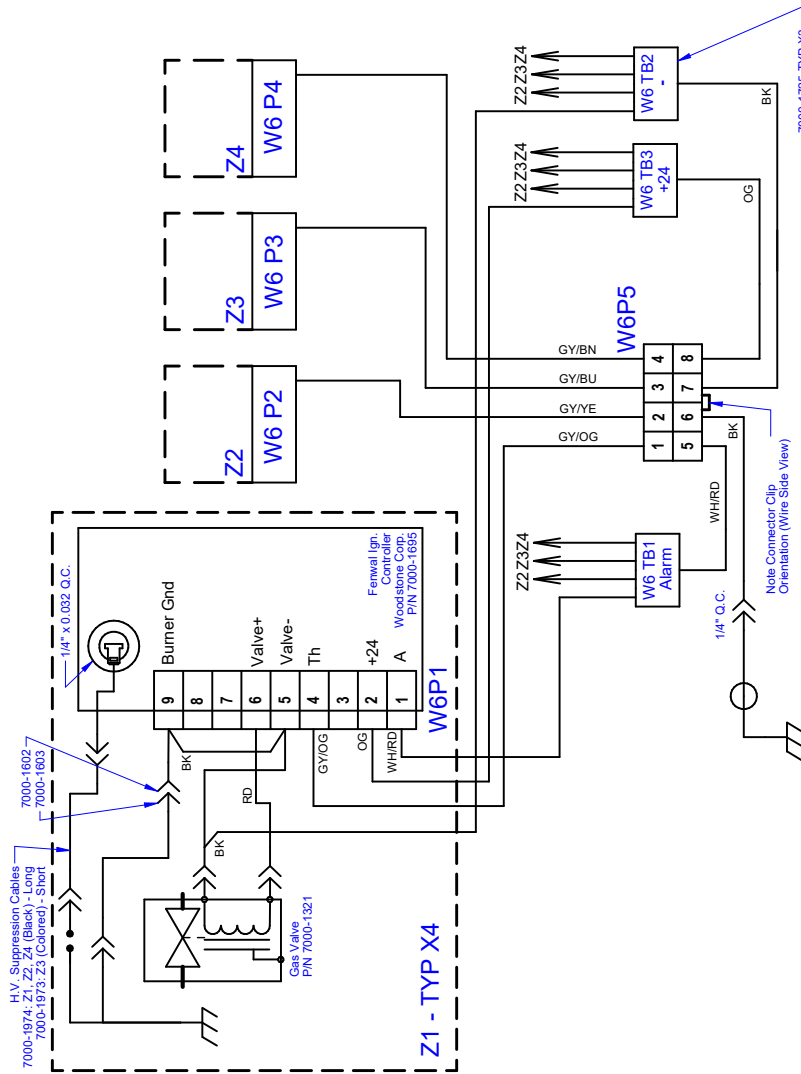 H.V. Suppression Cables
7000-1974: Z1, Z2, Z4 (Black) - Long
7000-1973: Z3 (Colored) - Short
7000-1602
7000-1603
1/4" x 0.032 Q.C.
Burner Gnd
Valve+
Valve-
Th
+24
A
Fenwal Ign.
Controller
Woodstone Corp.
P/N 7000-1695
9
8
7
6
5
4
3
2
1
W6P1
BK
RD
BK
GY/OG
OG
WH/RD
Gas Valve
P/N 7000-1321
Z1 - TYP X4
Z2
W6 P2
Z3
W6 P3
Z4
W6 P4
GY/BN
GY/BU
GY/YE
GY/OG
W6P5
1 2 3 4
5 6 7 8
Z2 Z3 Z4
W6 TB1
Alarm
WH/RD
Z2 Z3 Z4
W6 TB3
+24
OG
Z2 Z3 Z4
W6 TB2
-
BK
BK
1/4" Q.C.
Note Connector Clip
Orientation (Wire Side View)